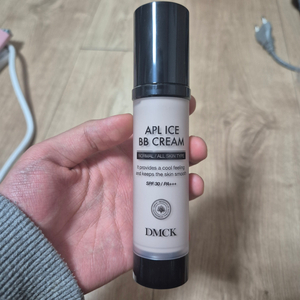 APL ICE
BB CREAM
NORMAL / ALL SKIN TYPE
It provides a cool feeling
and keeps the skin smooth
SPF 30 / PA+++
DMCK